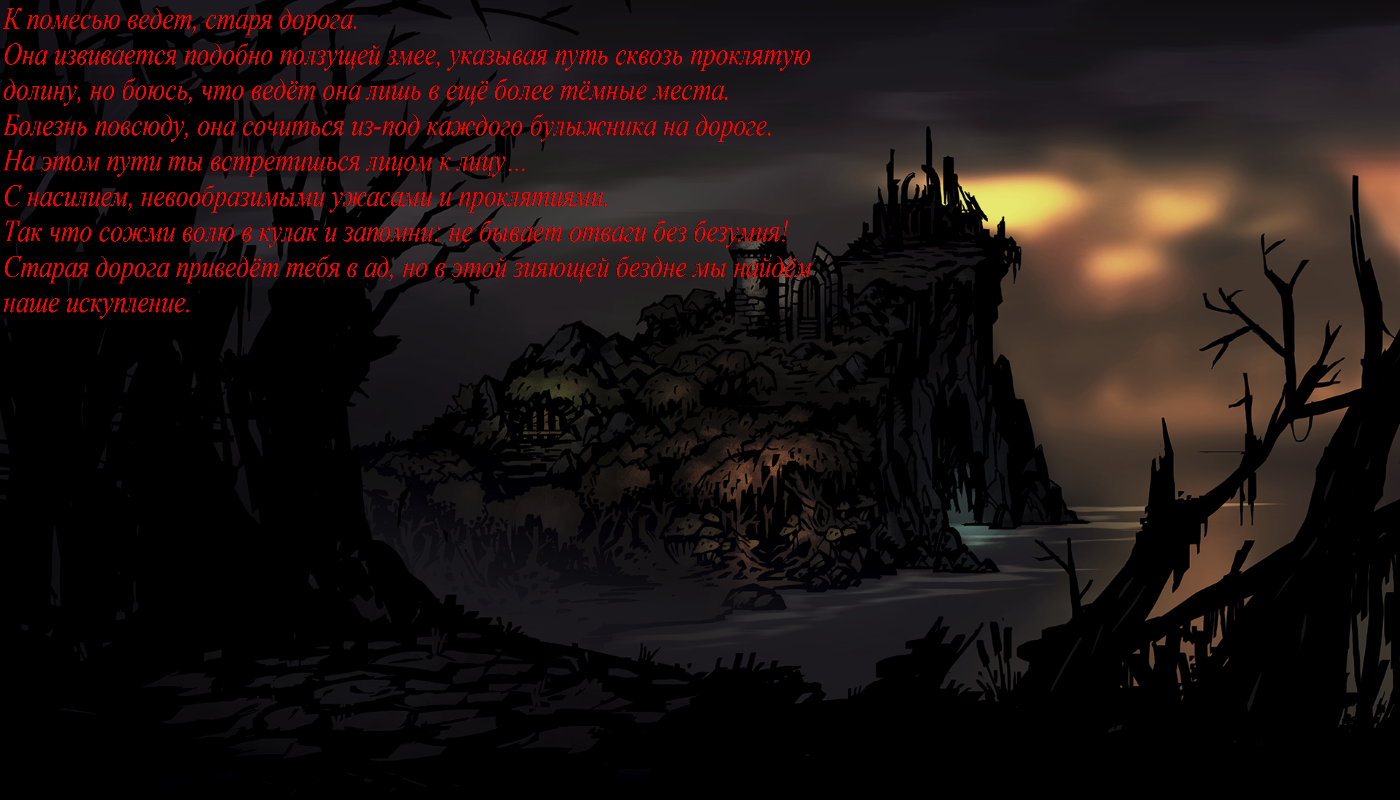 К помесью ведет, старя дорога.
Она извивается подобно ползущей змее, указывая путь сквозь проклятую
долину, но боюсь, что ведёт она лишь в ещё более тёмные места.
Болезнь повсюду, она сочиться из-под каждого булыжника на дороге.
На этом пути ты встретишься лицом к лицу...
С насилием, невообразимыми ужасами и проклятиями.
Так что сожми волю в кулак и запомни: не бывает отваги без безумия!
Старая дорога приведёт тебя в ад, но в этой зияющей бездне мы найдём
наше искупление.